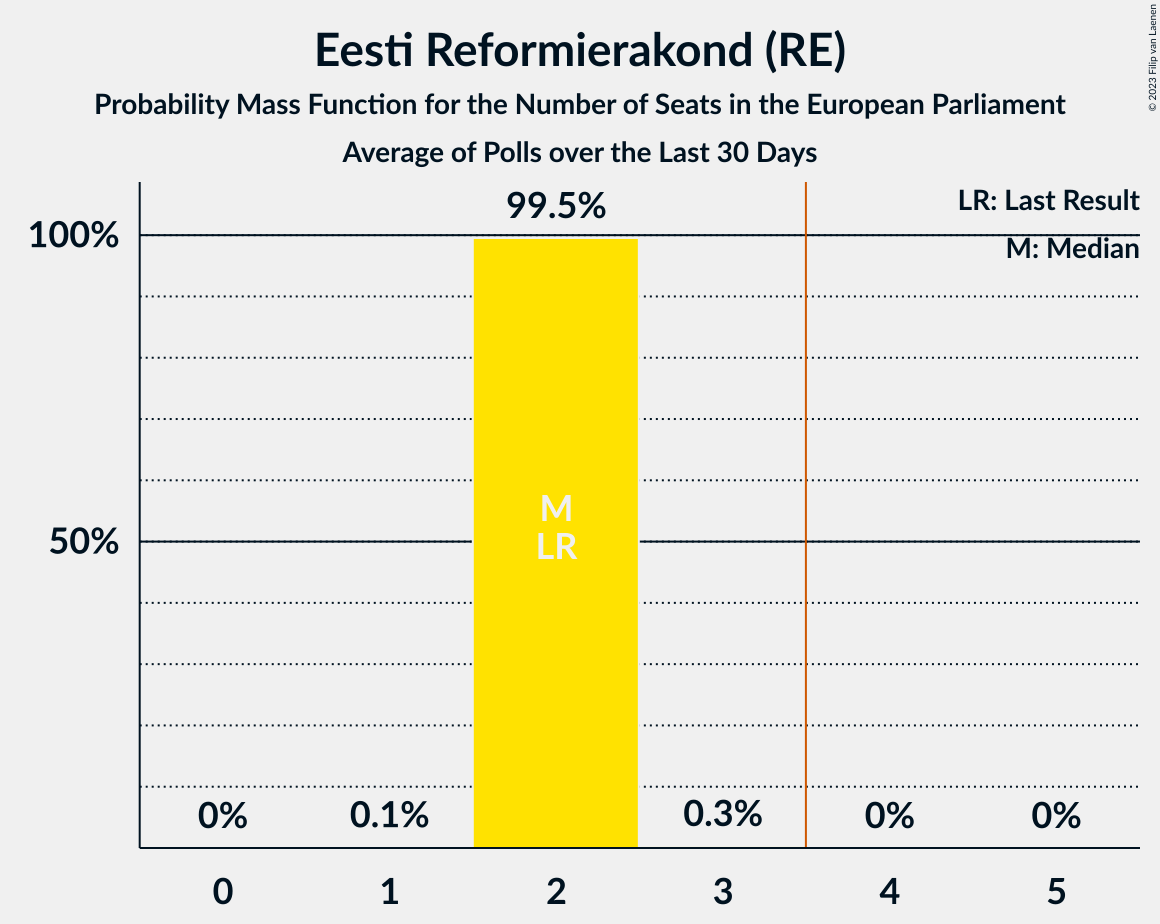 Eesti Reformierakond (RE)
Probability Mass Function for the Number of Seats in the European Parliament
Average of Polls over the Last 30 Days
© 2023 Filip van Laenen
LR: Last Result
M: Median
99.5%
100%
M
LR
50%
0%
0.1%
0.3%
0%
0%
0
1
2
3
4
5